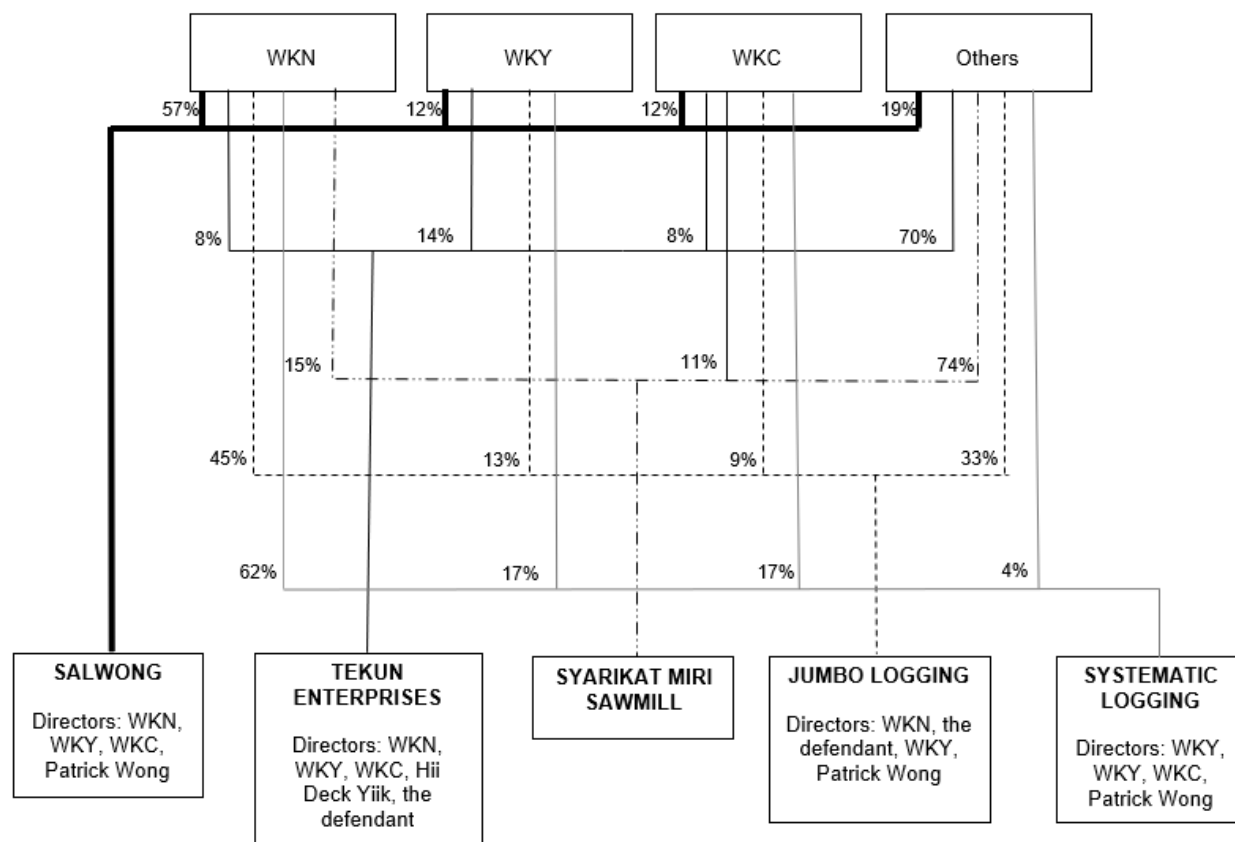 WKN
WKY
WKC
Others
57%
12%
12%
19%
8%
14%
8%
70%
15%
11%
74%
45%
13%
9%
33%
62%
17%
17%
4%
SALWONG
Directors: WKN,
WKY, WKC,
Patrick Wong
TEKUN
ENTERPRISES
Directors: WKN,
WKY, WKC, Hii
Deck Yiik, the
defendant
SYARIKAT MIRI
SAWMILL
JUMBO LOGGING
Directors: WKN, the
defendant, WKY,
Patrick Wong
SYSTEMATIC
LOGGING
Directors: WKY,
WKY, WKC,
Patrick Wong